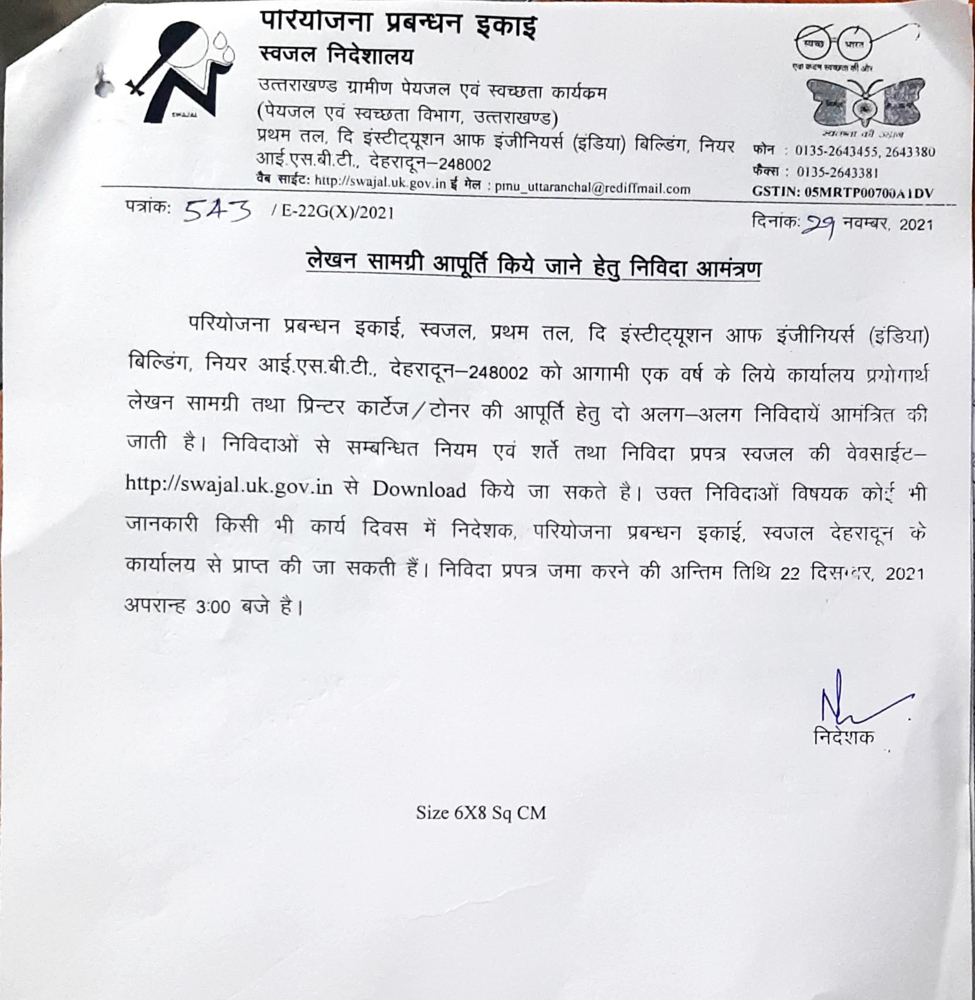 परियोजना प्रबन्धन इकाई
स्वजल निदेशालय
उत्तराखण्ड ग्रामीण पेयजल एवं स्वच्छता कार्यकम
(पेयजल एवं स्वच्छता विभाग, उत्तराखण्ड)
प्रथम तल, दि इंस्टीट्यूशन आफ इंजीनियर्स (इंडिया) बिल्डिंग, नियर
आई.एस.बी.टी., देहरादून–248002
वैब साईट: http://swajal.uk.gov.in ई मेल : pmu_uttaranchal@rediffmail.com
SWAJAL
स्वच्छ भारत
एक कदम स्वच्छता की ओर
फोन : 0135-2643455, 2643380
फैक्स : 0135-2643381
GSTIN: 05MRTP00700A1DV
पत्रांक: 543 / E-22G(X)/2021
दिनांक: 29 नवम्बर, 2021
लेखन सामग्री आपूर्ति किये जाने हेतु निविदा आमंत्रण
परियोजना प्रबन्धन इकाई, स्वजल, प्रथम तल, दि इंस्टीट्यूशन आफ इंजीनियर्स (इंडिया)
बिल्डिंग, नियर आई.एस.बी.टी., देहरादून–248002 को आगामी एक वर्ष के लिये कार्यालय प्रयोगार्थ
लेखन सामग्री तथा प्रिन्टर कार्टेज/टोनर की आपूर्ति हेतु दो अलग–अलग निविदायें आमंत्रित की
जाती है। निविदाओं से सम्बन्धित नियम एवं शर्ते तथा निविदा प्रपत्र स्वजल की वेवसाईट–
http://swajal.uk.gov.in से Download किये जा सकते है। उक्त निविदाओं विषयक कोई भी
जानकारी किसी भी कार्य दिवस में निदेशक, परियोजना प्रबन्धन इकाई, स्वजल देहरादून के
कार्यालय से प्राप्त की जा सकती हैं। निविदा प्रपत्र जमा करने की अन्तिम तिथि 22 दिसम्बर, 2021
अपरान्ह 3:00 बजे है।
निदेशक
Size 6X8 Sq CM